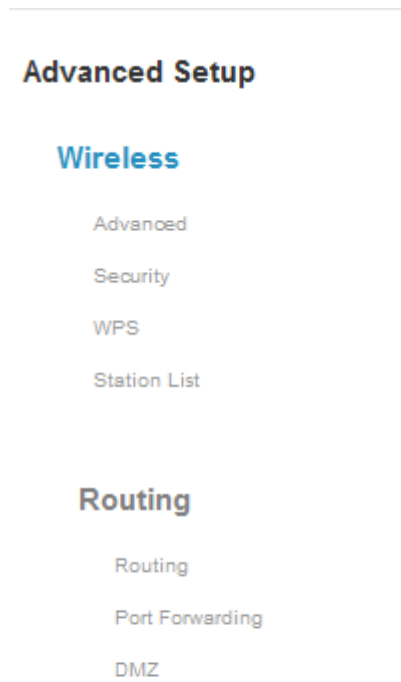 Advanced Setup
Wireless
Advanced
Security
WPS
Station List
Routing
Routing
Port Forwarding
DMZ